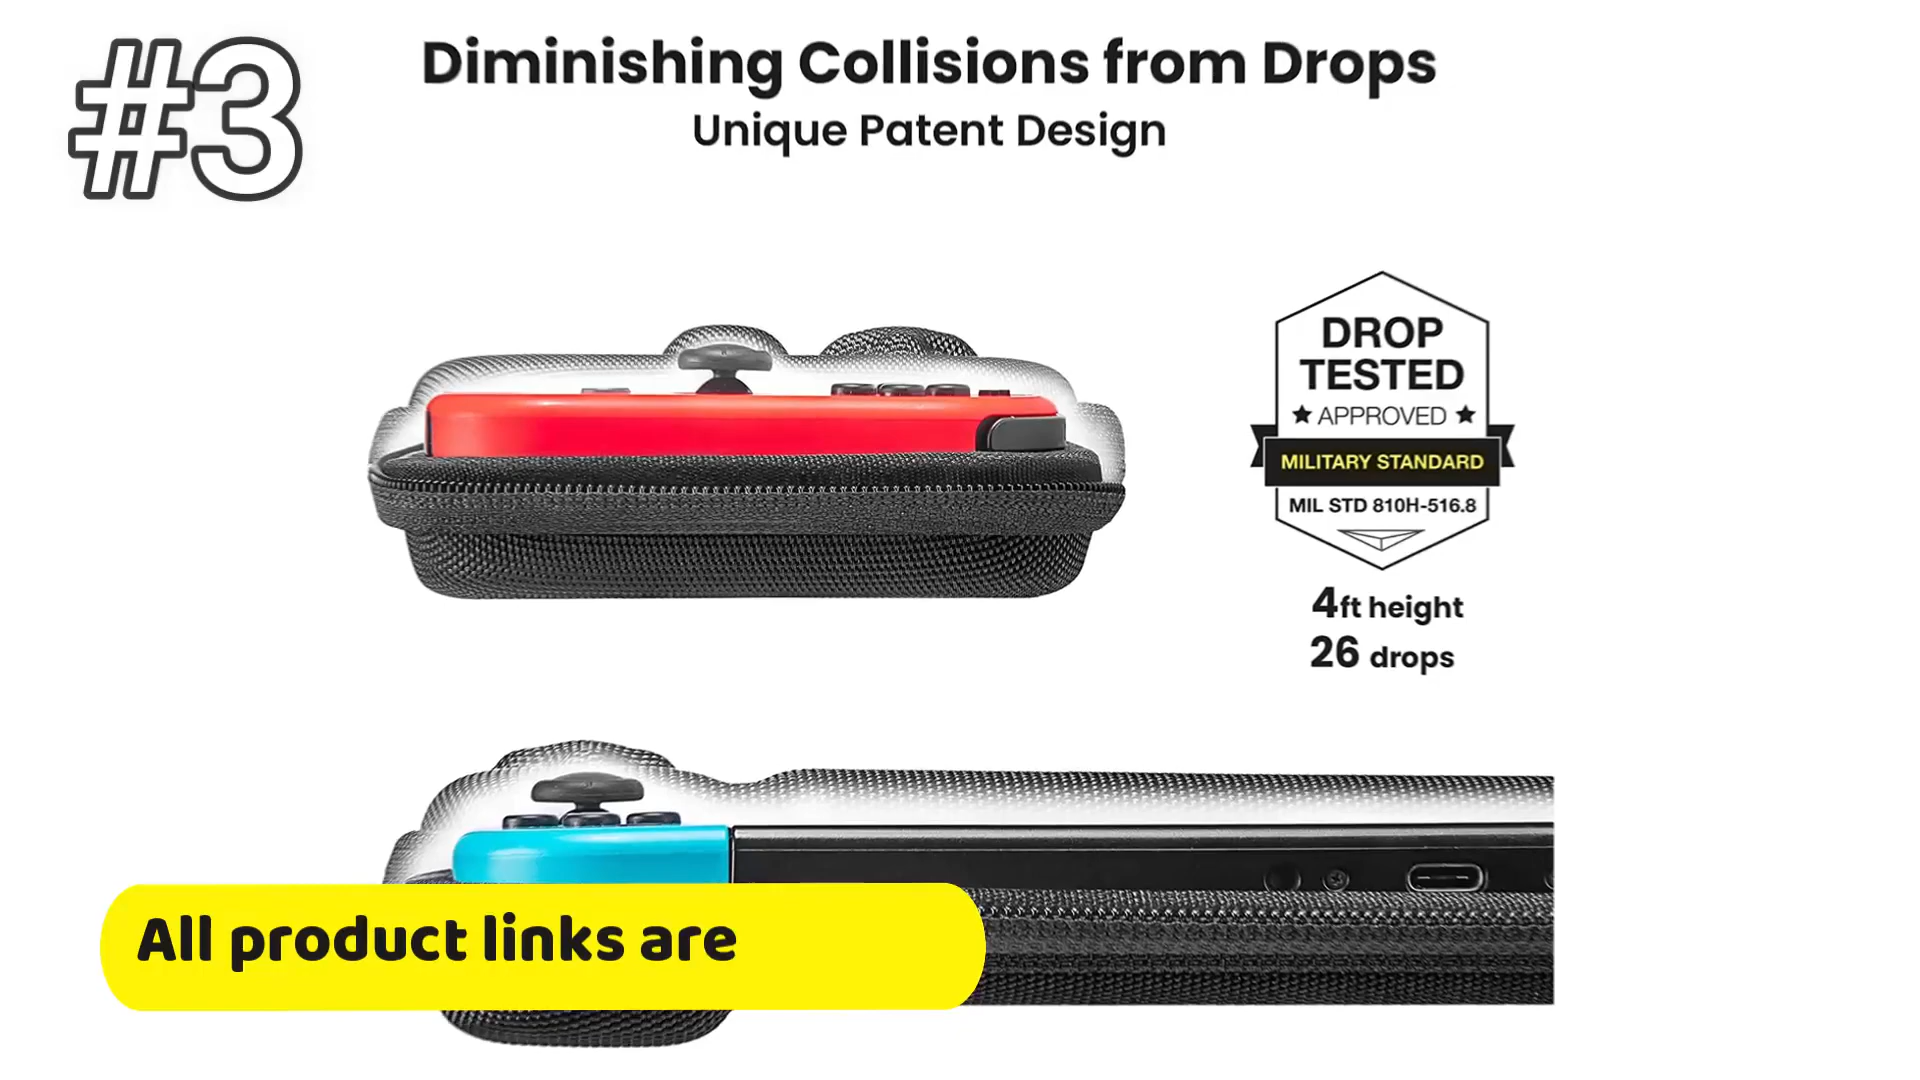 #3
Diminishing Collisions from Drops
Unique Patent Design
DROP
TESTED
★ APPROVED ★
MILITARY STANDARD
MIL STD 810H-516.8
4ft height
26 drops
All product links are